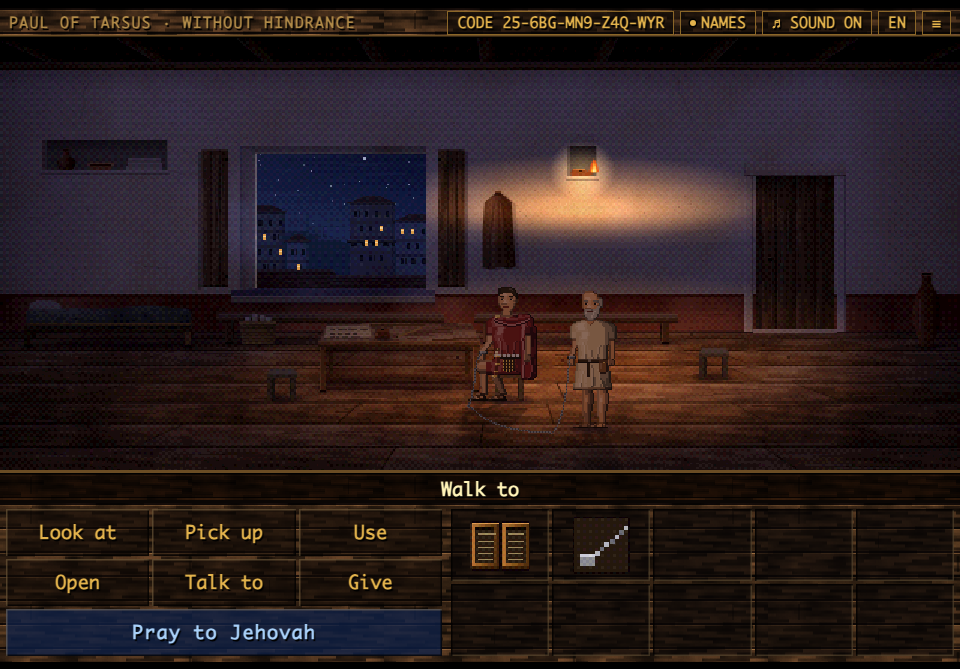 PAUL OF TARSUS · WITHOUT HINDRANCE
CODE 25-6BG-MN9-Z4Q-WYR
• NAMES
♬ SOUND ON
EN
≡
Walk to
Look at
Pick up
Use
Open
Talk to
Give
Pray to Jehovah